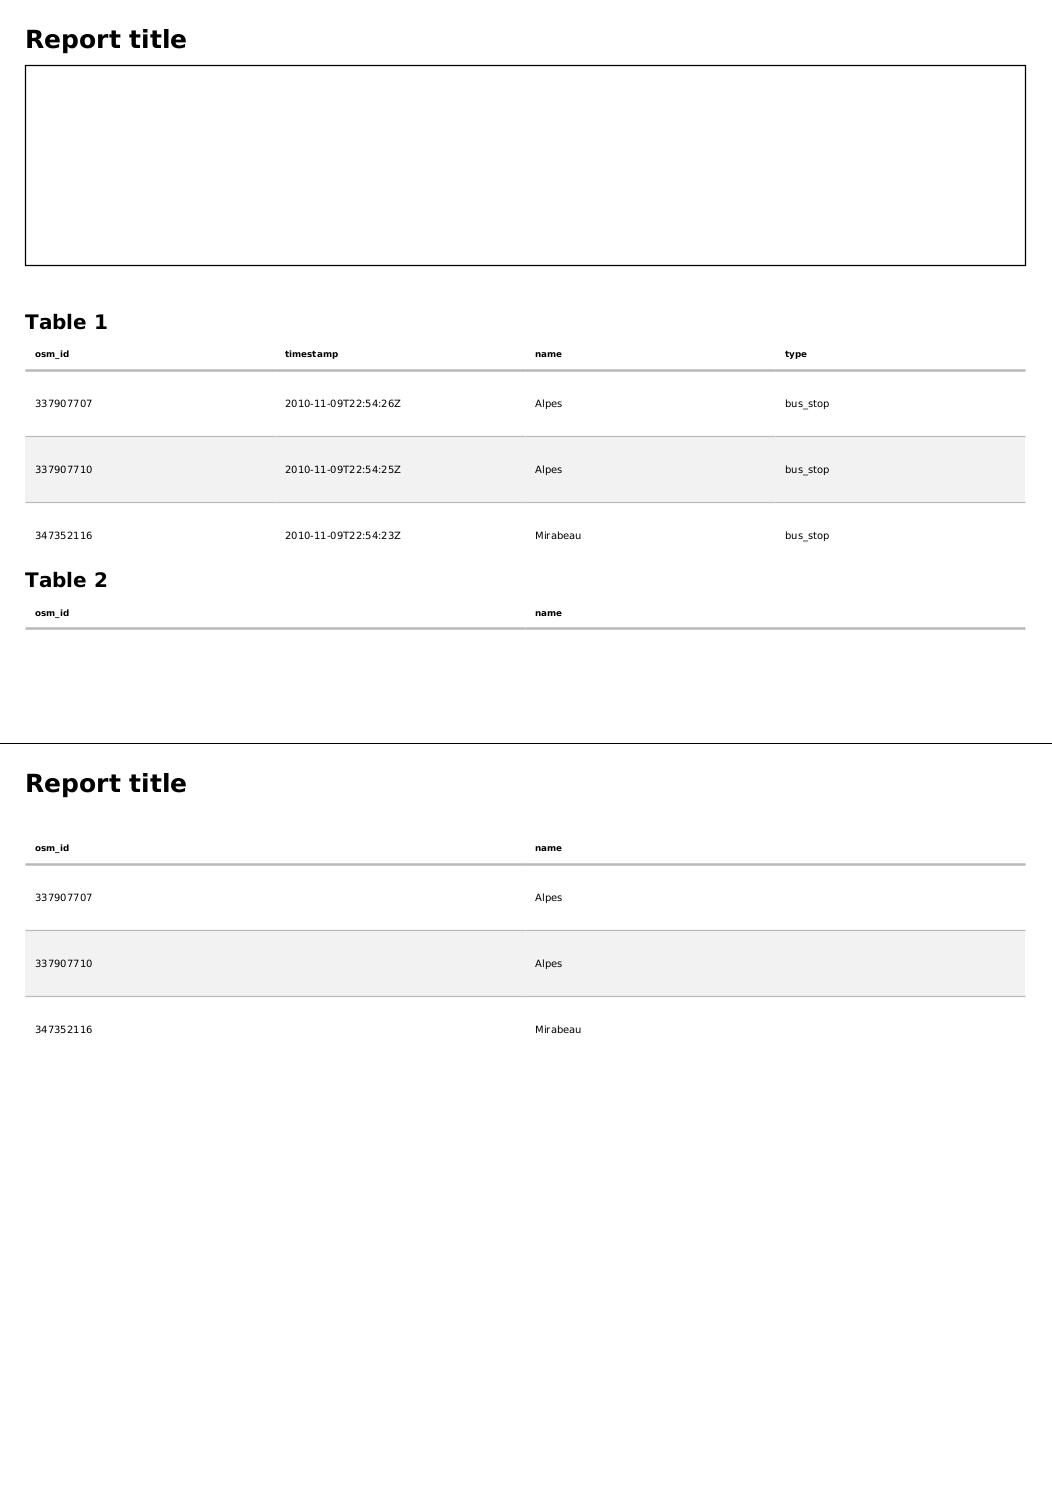 Report title
Table 1
osm_id timestamp name type
337907707 2010-11-09T22:54:26Z Alpes bus_stop
337907710 2010-11-09T22:54:25Z Alpes bus_stop
347352116 2010-11-09T22:54:23Z Mirabeau bus_stop
Table 2
osm_id name
Report title
osm_id name
337907707 Alpes
337907710 Alpes
347352116 Mirabeau